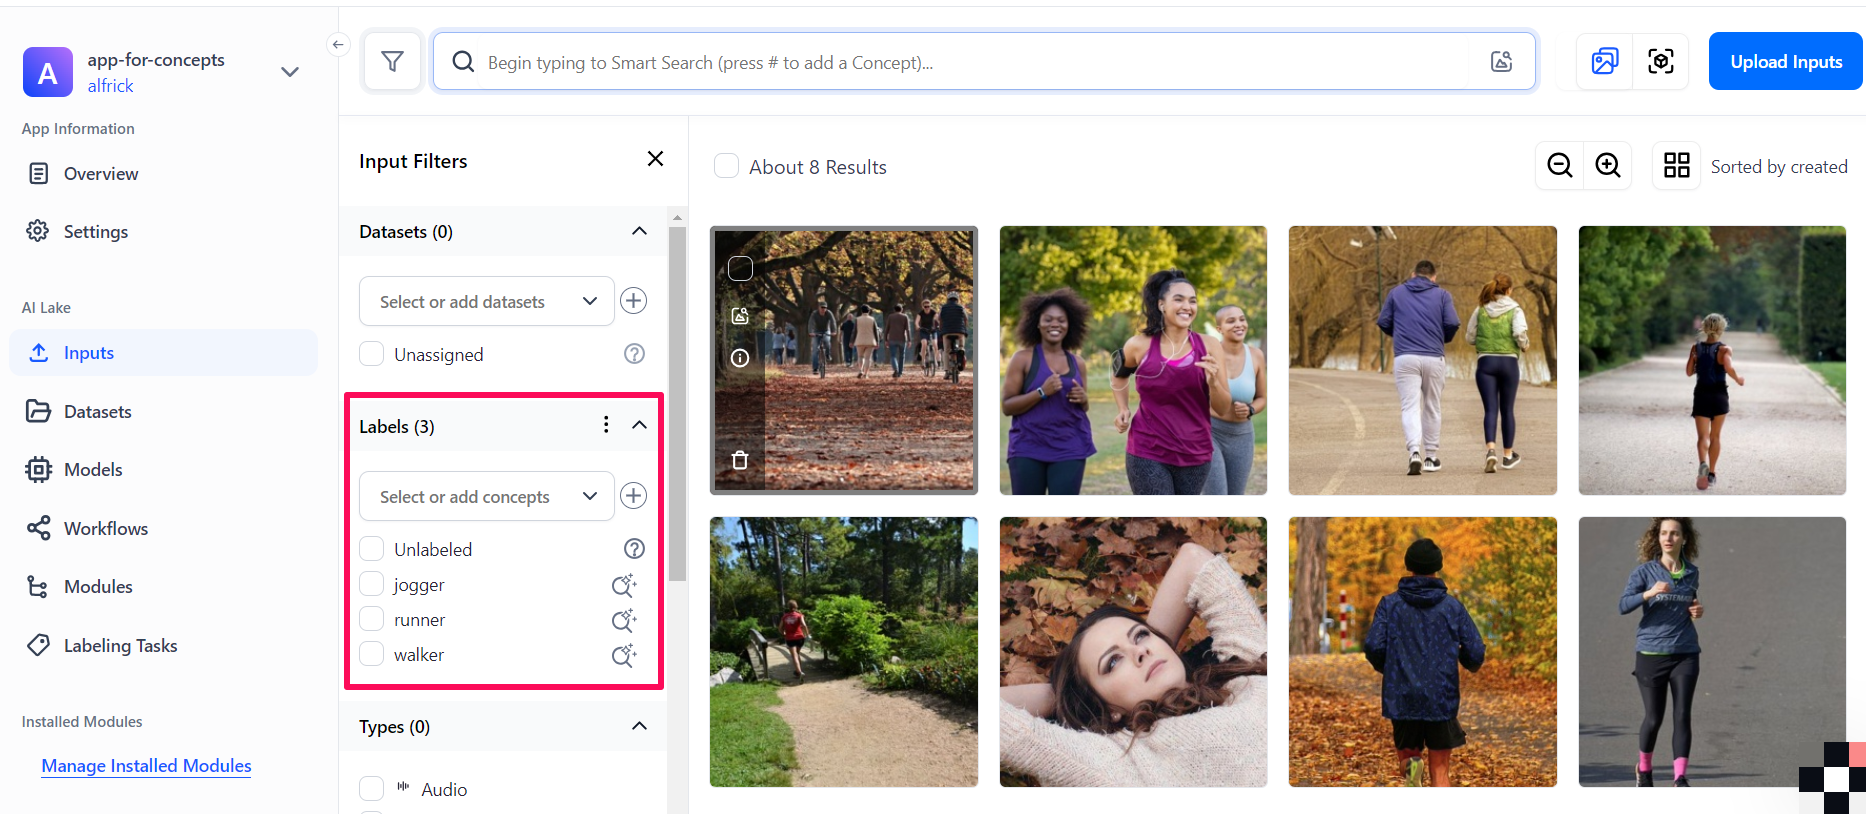 A
app-for-concepts
alfrick
App Information
Overview
Settings
AI Lake
Inputs
Datasets
Models
Workflows
Modules
Labeling Tasks
Installed Modules
Manage Installed Modules
Begin typing to Smart Search (press # to add a Concept)...
Upload Inputs
Input Filters
Datasets (0)
Select or add datasets
Unassigned
Labels (3)
Select or add concepts
Unlabeled
jogger
runner
walker
Types (0)
Audio
About 8 Results
Sorted by created